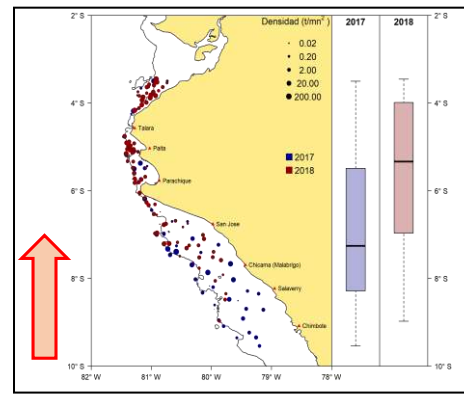 Densidad (t/mn²)
0.02
0.20
2.00
20.00
200.00
2017
2018
2017
2018
2° S
4° S
6° S
8° S
10° S
2° S
4° S
6° S
8° S
10° S
Talara
Paita
Parachique
San Jose
Chicama (Malabrigo)
Salaverry
Chimbote
82° W
81° W
80° W
79° W
78° W